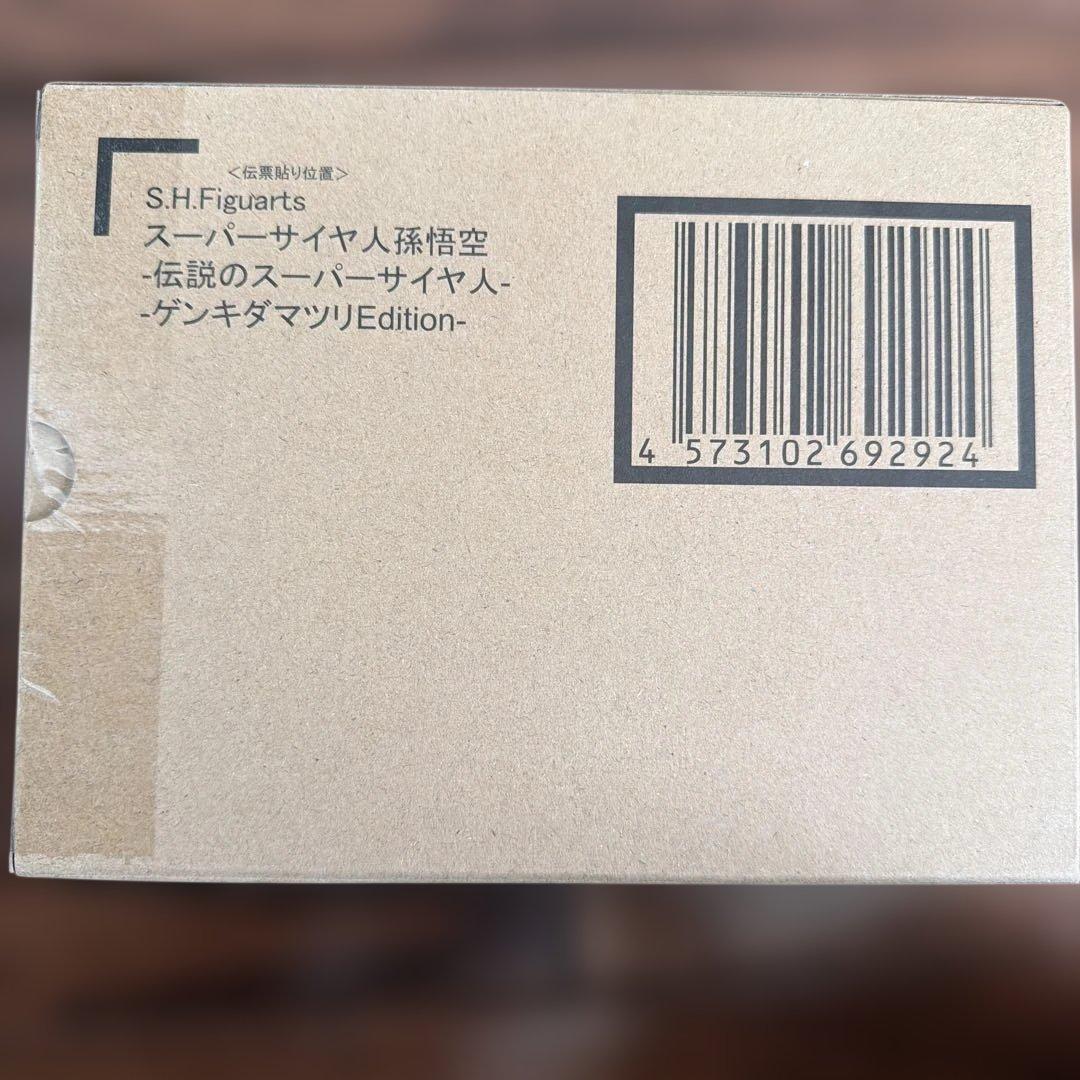 <伝票貼り位置>
S.H.Figuarts
スーパーサイヤ人孫悟空
-伝説のスーパーサイヤ人-
-ゲンキダマツリEdition-
4 573102 692924